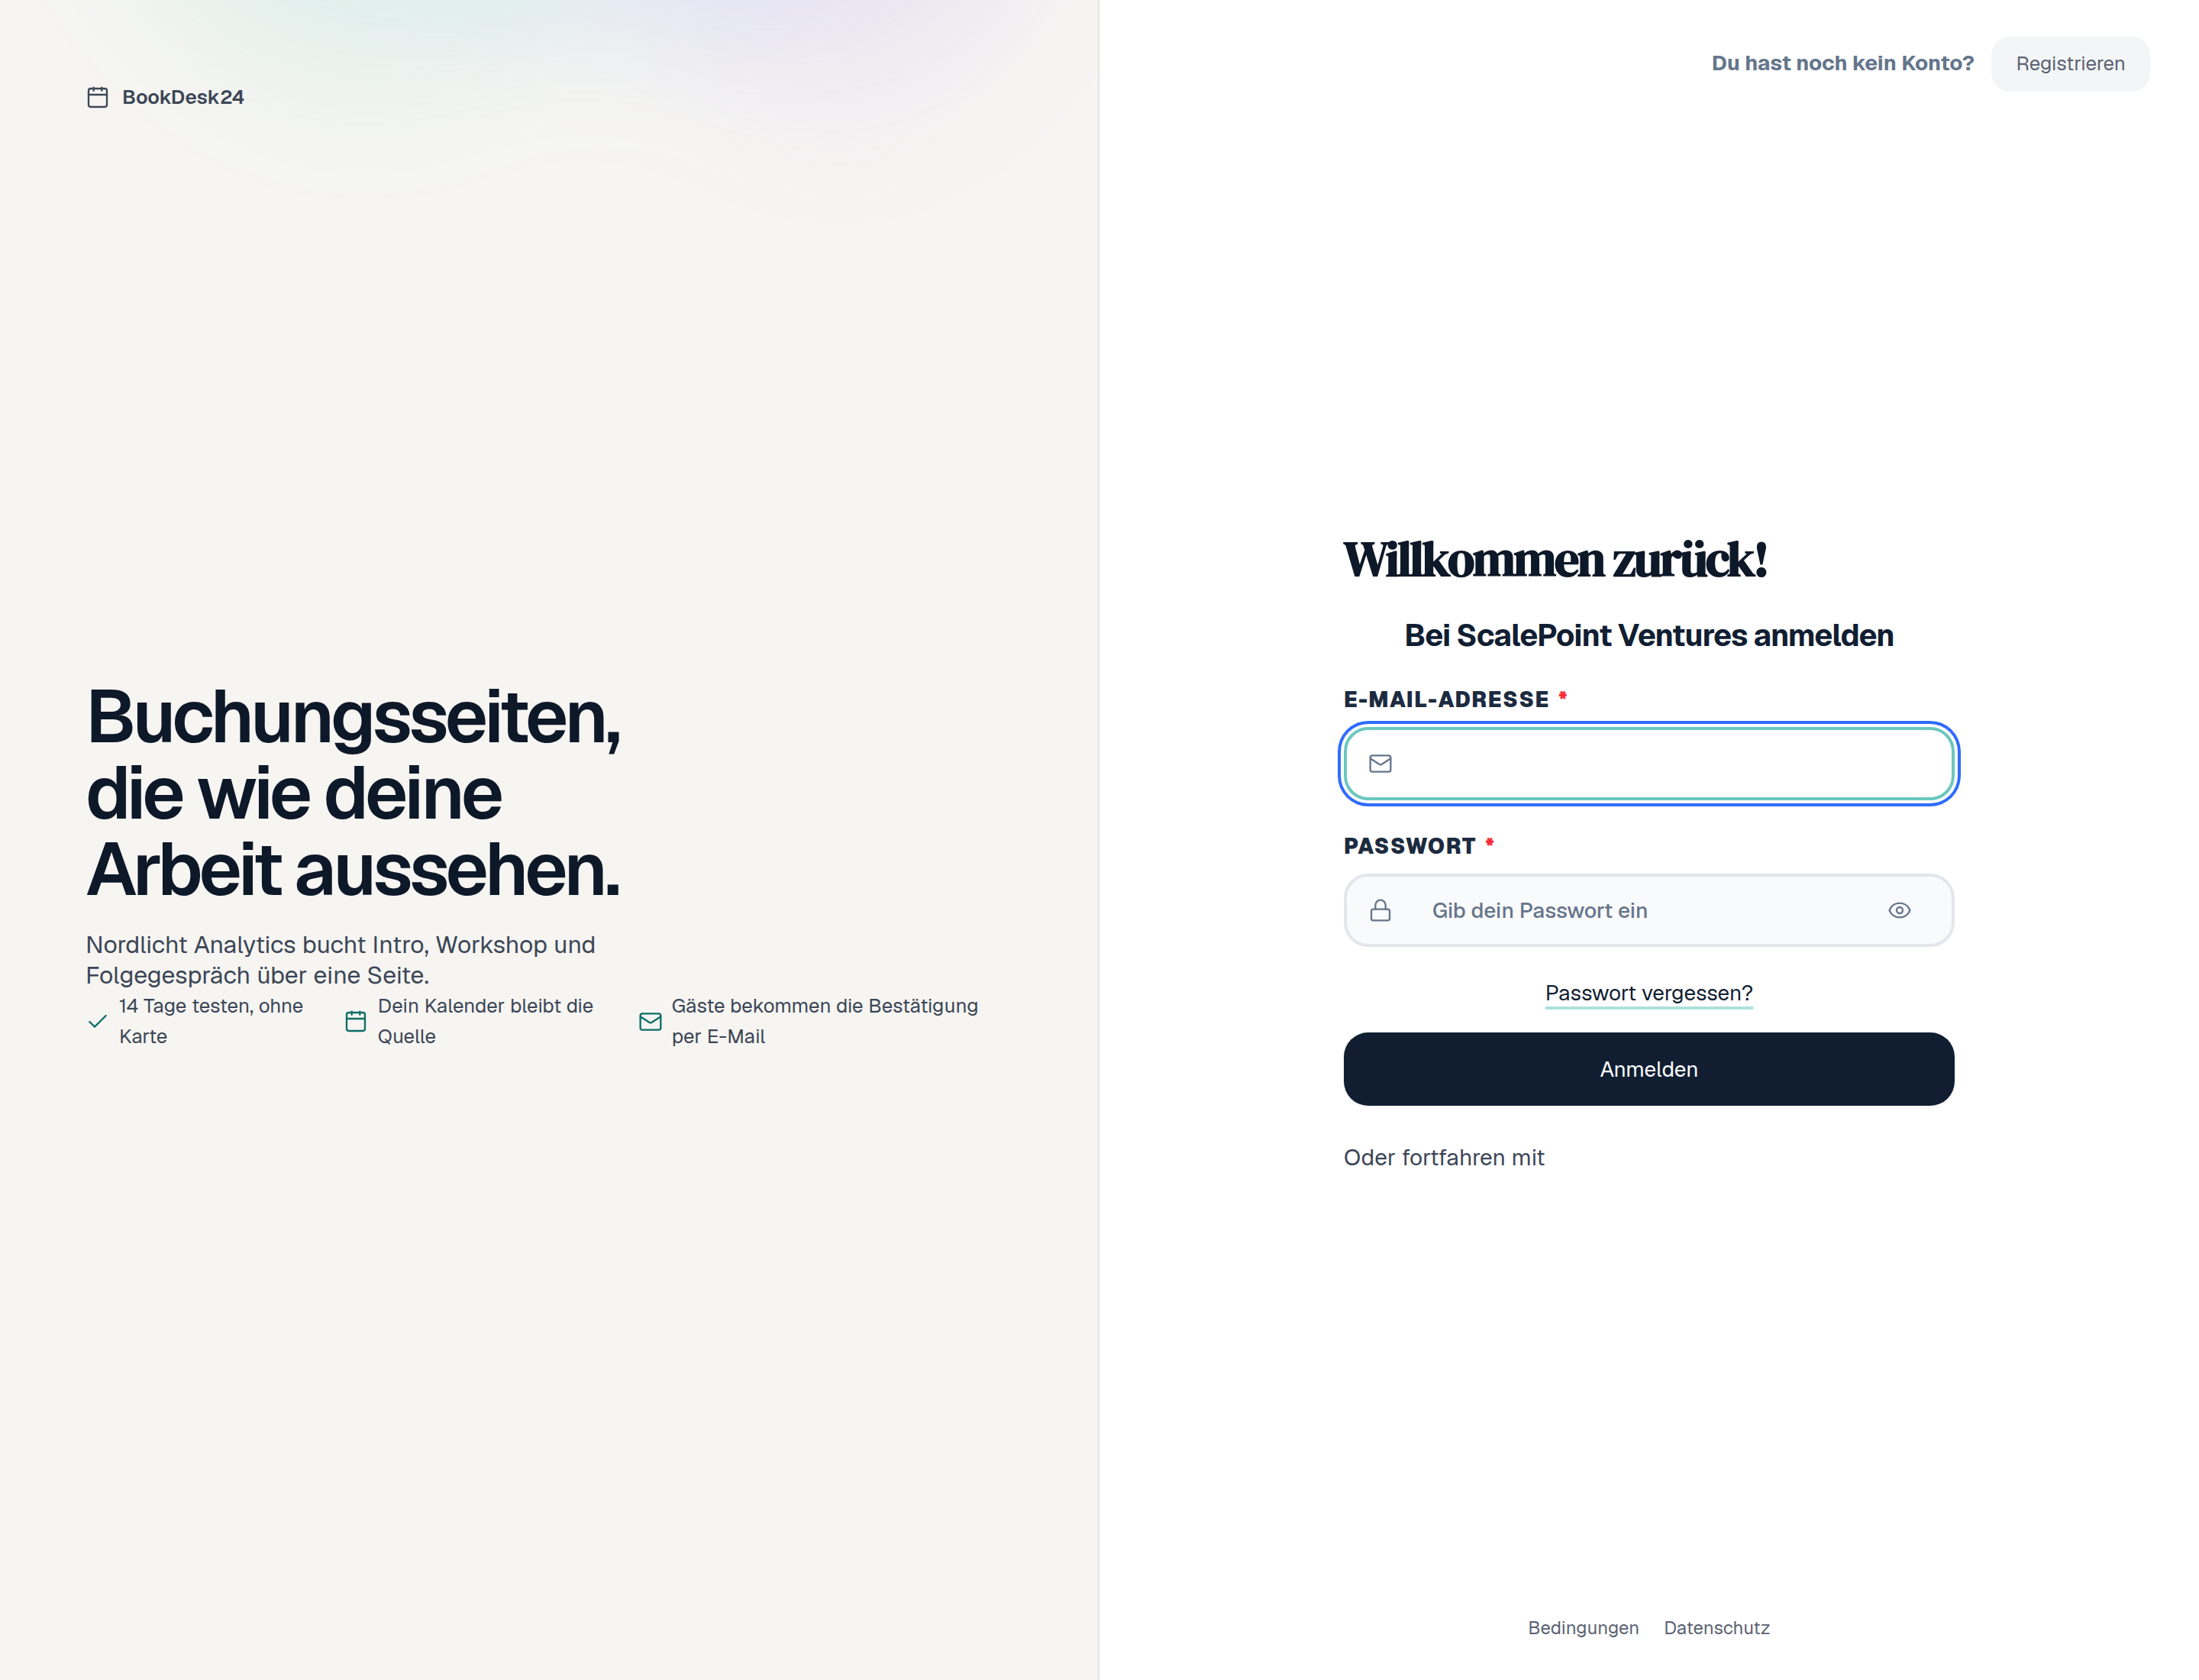 BookDesk24
Buchungsseiten,
die wie deine
Arbeit aussehen.
Nordlicht Analytics bucht Intro, Workshop und
Folgegespräch über eine Seite.
14 Tage testen, ohne
Karte
Dein Kalender bleibt die
Quelle
Gäste bekommen die Bestätigung
per E-Mail
Du hast noch kein Konto?
Registrieren
Willkommen zurück!
Bei ScalePoint Ventures anmelden
E-MAIL-ADRESSE *
PASSWORT *
Gib dein Passwort ein
Passwort vergessen?
Anmelden
Oder fortfahren mit
Bedingungen Datenschutz